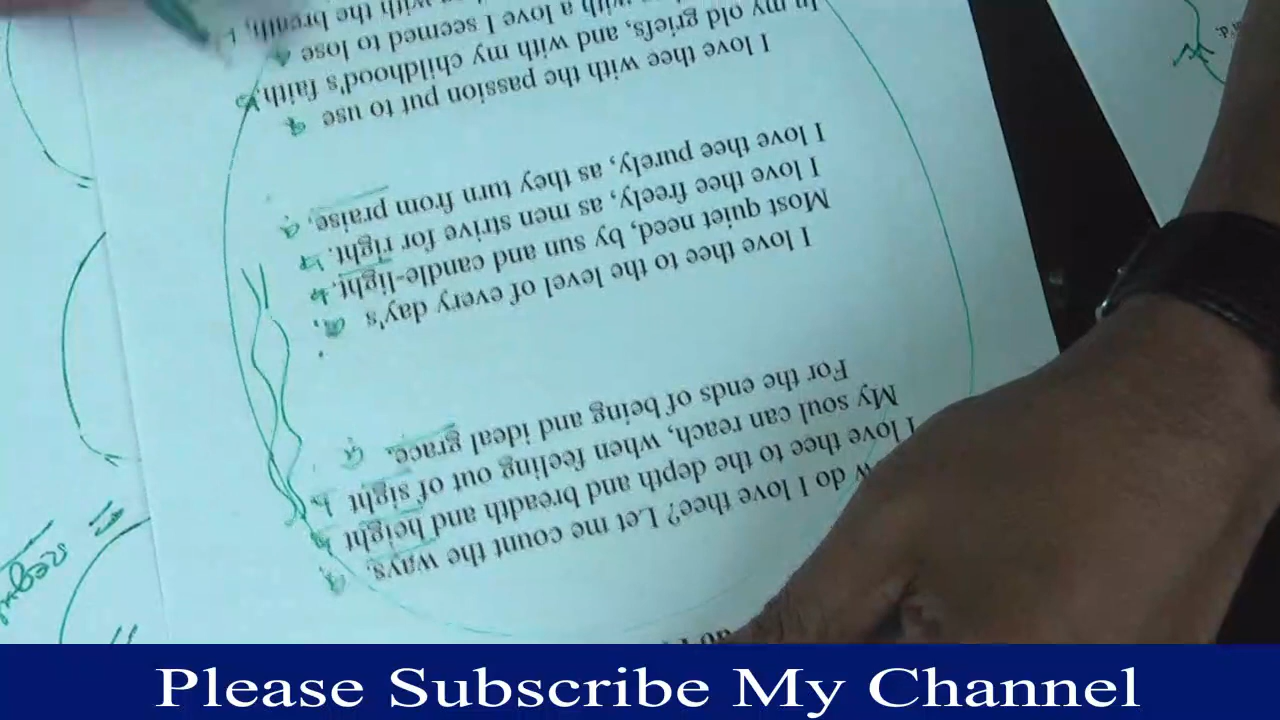 How do I love thee? Let me count the ways, a
I love thee to the depth and breadth and height b
My soul can reach, when feeling out of sight b
For the ends of being and ideal grace. a
I love thee to the level of every day's a
Most quiet need, by sun and candle-light. b
I love thee freely, as men strive for right. b
I love thee purely, as they turn from praise. a
I love thee with the passion put to use
In my old griefs, and with my childhood's faith,
with a love I seemed to lose
with the breath,
Please Subscribe My Channel